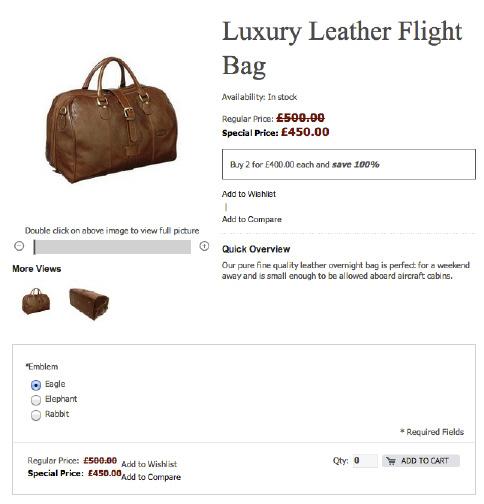 Luxury Leather Flight
Bag
Availability: In stock
Regular Price: £500.00
Special Price: £450.00
Buy 2 for £400.00 each and save 100%
Add to Wishlist
|
Add to Compare
Double click on above image to view full picture
More Views
Quick Overview
Our pure fine quality leather overnight bag is perfect for a weekend
away and is small enough to be allowed aboard aircraft cabins.
*Emblem
Eagle
Elephant
Rabbit
* Required Fields
Regular Price: £500.00 Add to Wishlist
Special Price: £450.00 Add to Compare
Qty: 0 ADD TO CART